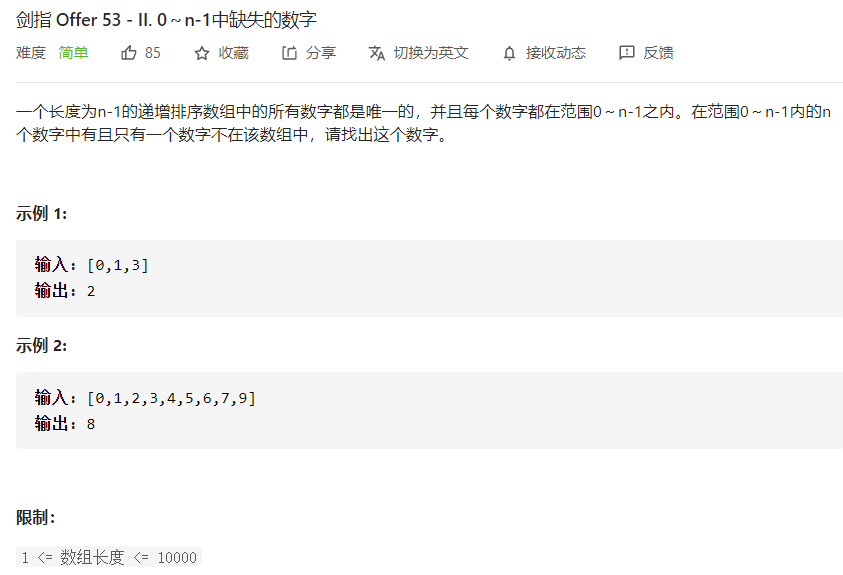 剑指 Offer 53 - II. 0～n-1中缺失的数字
难度 简单 85 收藏 分享 切换为英文 接收动态 反馈
一个长度为n-1的递增排序数组中的所有数字都是唯一的，并且每个数字都在范围0～n-1之内。在范围0～n-1内的n
个数字中有且只有一个数字不在该数组中，请找出这个数字。
示例 1:
输入: [0,1,3]
输出: 2
示例 2:
输入: [0,1,2,3,4,5,6,7,9]
输出: 8
限制：
1 <= 数组长度 <= 10000